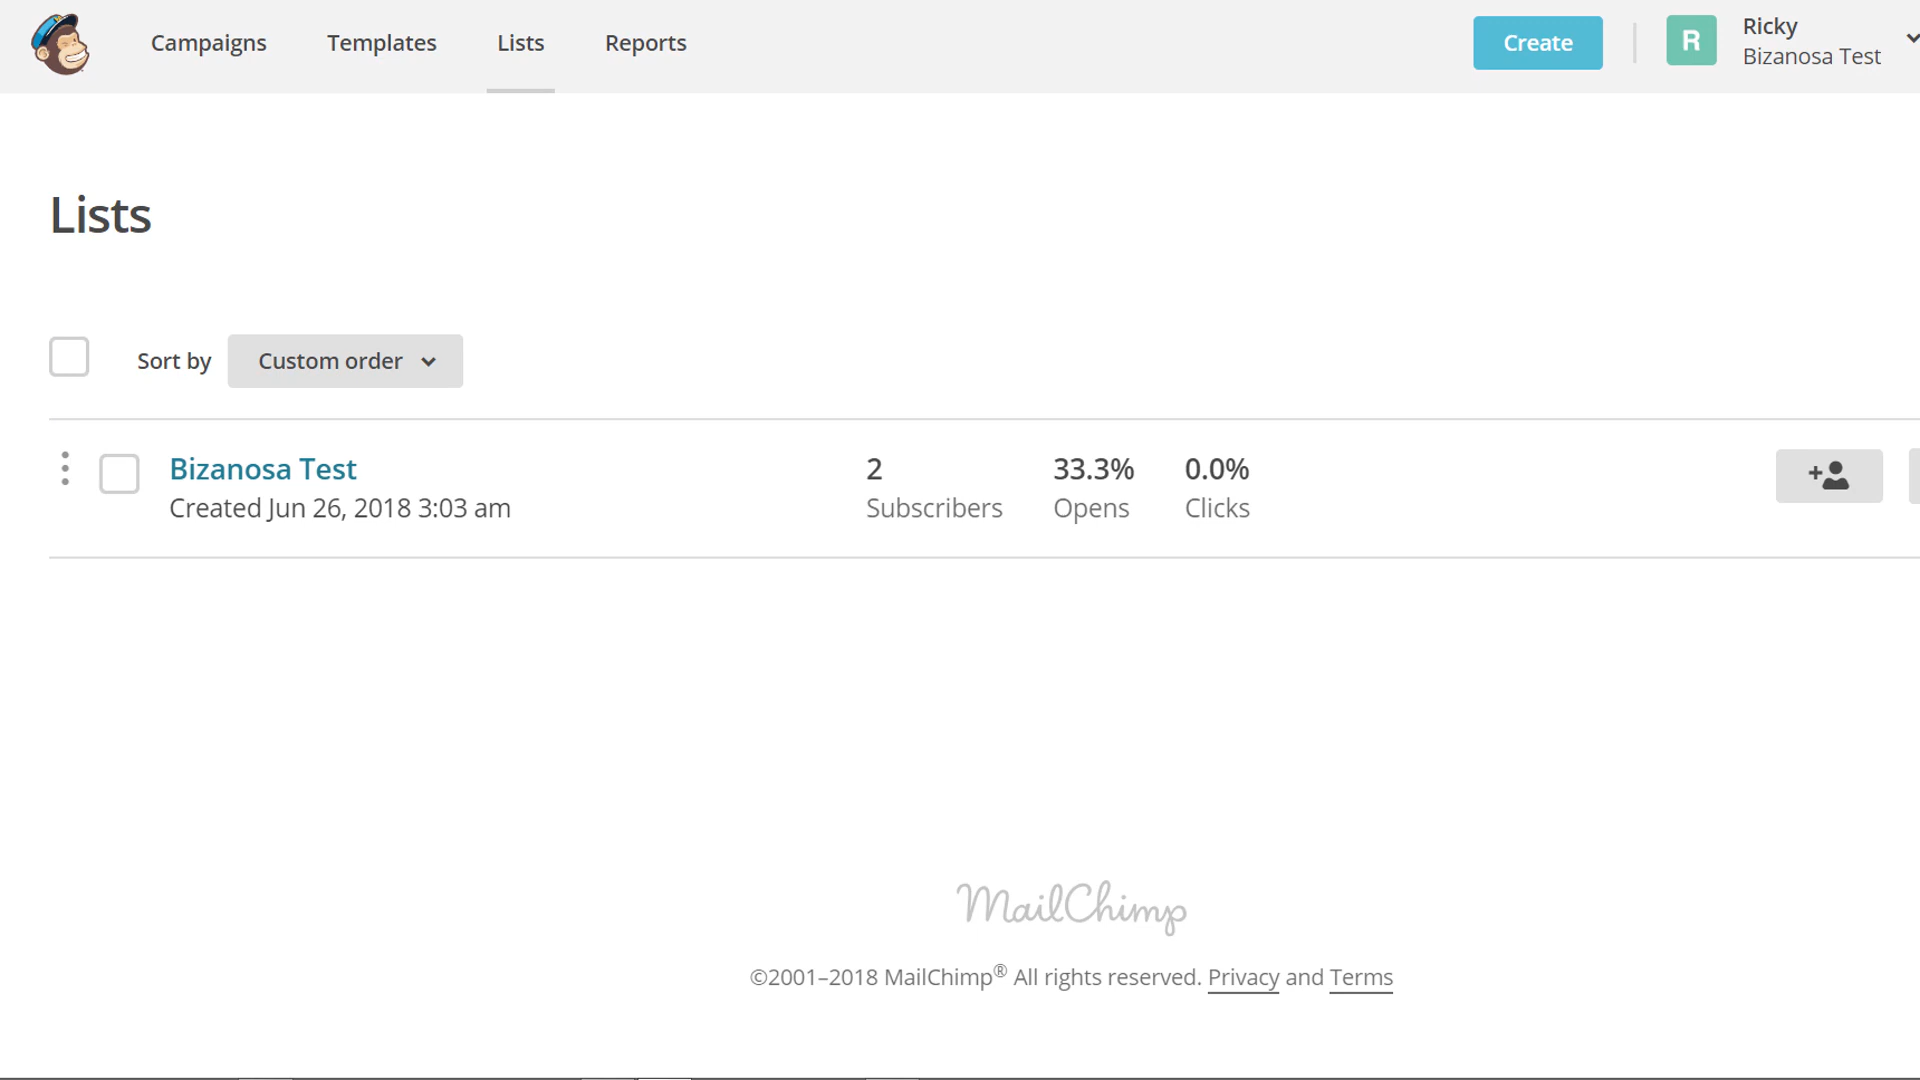 Campaigns Templates Lists Reports Create R Ricky
Bizanosa Test
Lists
Sort by Custom order
Bizanosa Test 2 33.3% 0.0%
Created Jun 26, 2018 3:03 am Subscribers Opens Clicks
MailChimp
©2001–2018 MailChimp® All rights reserved. Privacy and Terms